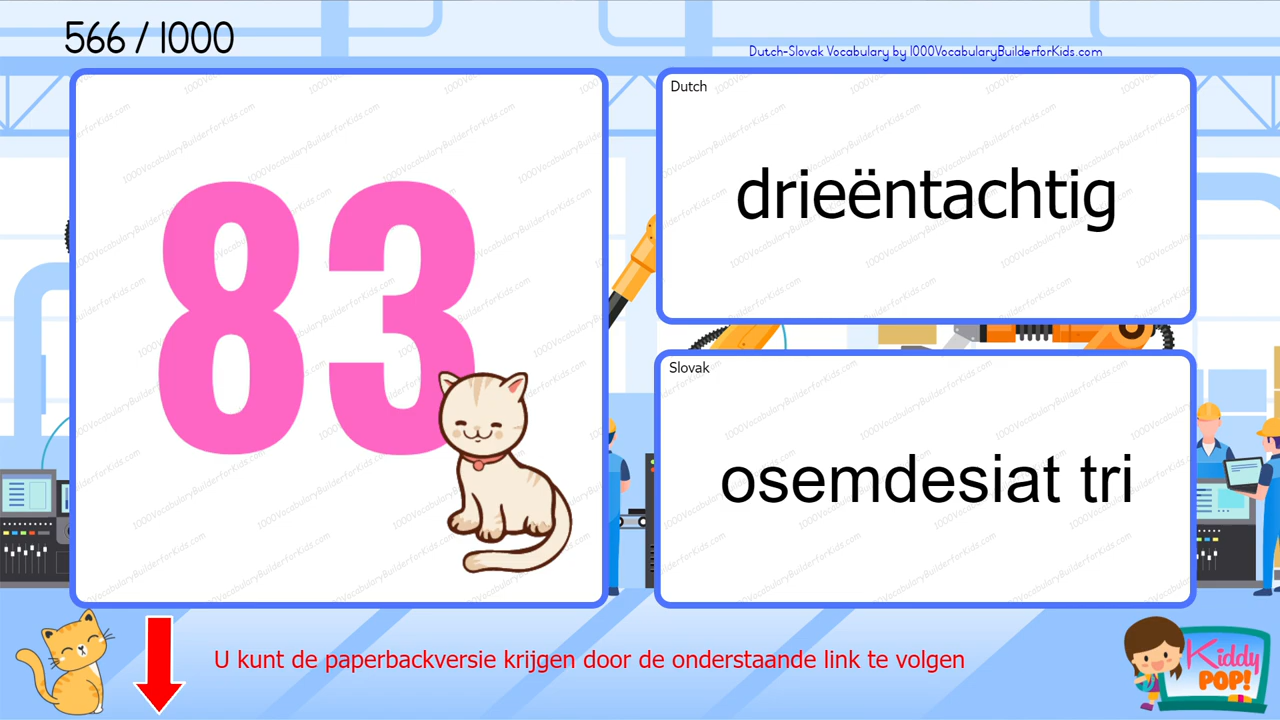 566 / 1000
Dutch-Slovak Vocabulary by 1000VocabularyBuilderforKids.com
83
Dutch
drieëntachtig
Slovak
osemdesiat tri
U kunt de paperbackversie krijgen door de onderstaande link te volgen
Kiddy
POP!